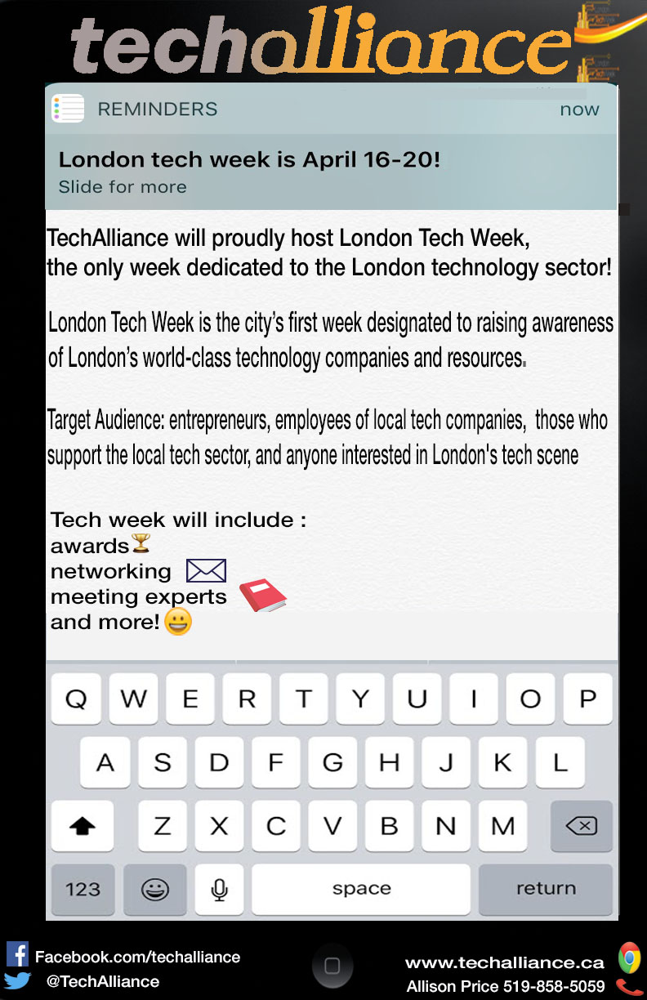 techalliance
REMINDERS now
London tech week is April 16-20!
Slide for more
TechAlliance will proudly host London Tech Week,
the only week dedicated to the London technology sector!
London Tech Week is the city's first week designated to raising awareness
of London's world-class technology companies and resources.
Target Audience: entrepreneurs, employees of local tech companies, those who
support the local tech sector, and anyone interested in London's tech scene
Tech week will include :
awards
networking
meeting experts
and more!
Q W E R T Y U I O P
A S D F G H J K L
Z X C V B N M
123 space return
Facebook.com/techalliance
@TechAlliance
www.techalliance.ca
Allison Price 519-858-5059